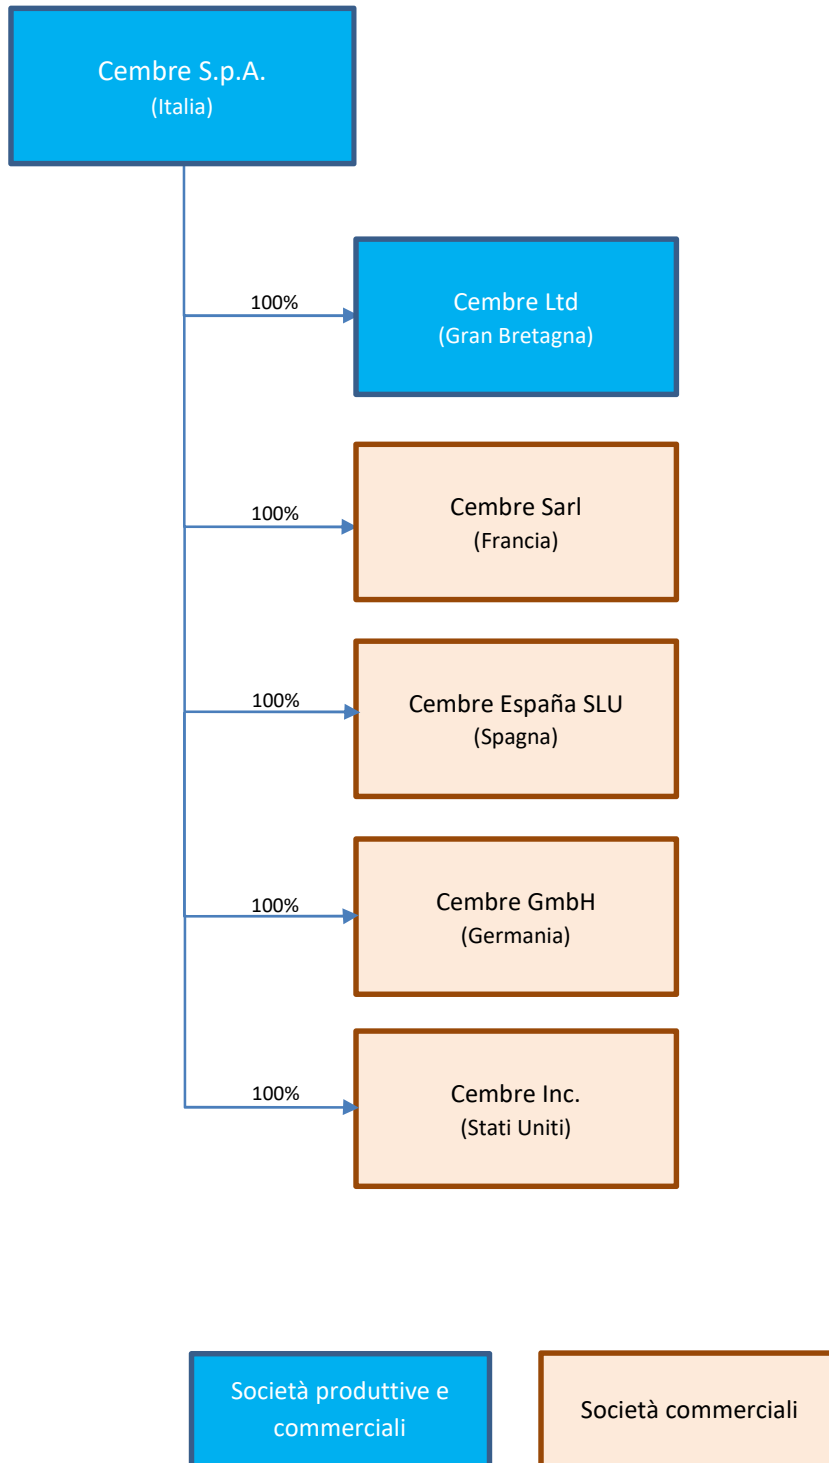 Cembre S.p.A.
(Italia)
100%
Cembre Ltd
(Gran Bretagna)
100%
Cembre Sarl
(Francia)
100%
Cembre España SLU
(Spagna)
100%
Cembre GmbH
(Germania)
100%
Cembre Inc.
(Stati Uniti)
Società produttive e
commerciali
Società commerciali